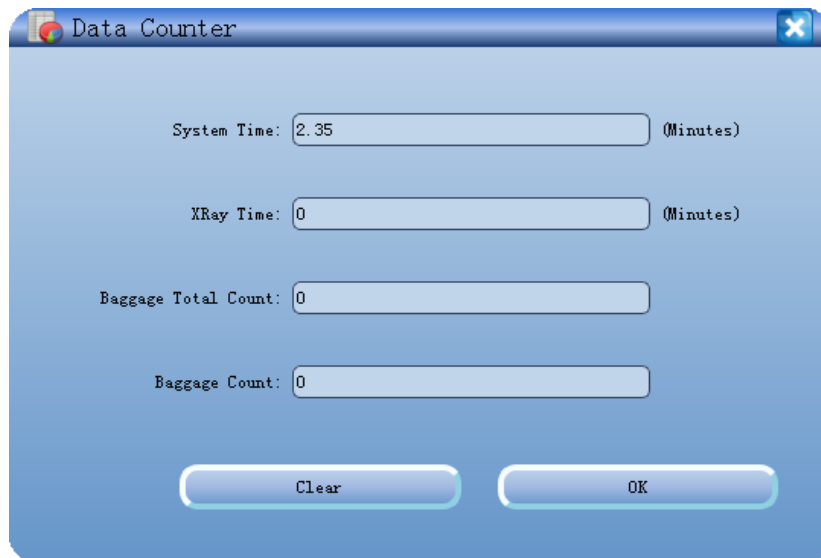 Data Counter
System Time: 2.35 (Minutes)
XRay Time: 0 (Minutes)
Baggage Total Count: 0
Baggage Count: 0
Clear OK